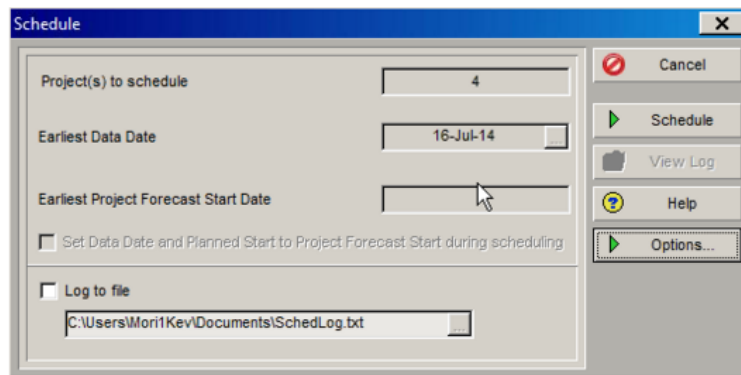 Schedule
Project(s) to schedule 4
Earliest Data Date 16-Jul-14 ...
Earliest Project Forecast Start Date
Set Data Date and Planned Start to Project Forecast Start during scheduling
Log to file
C:\Users\Mori1Kev\Documents\SchedLog.txt ...
Cancel
Schedule
View Log
Help
Options...